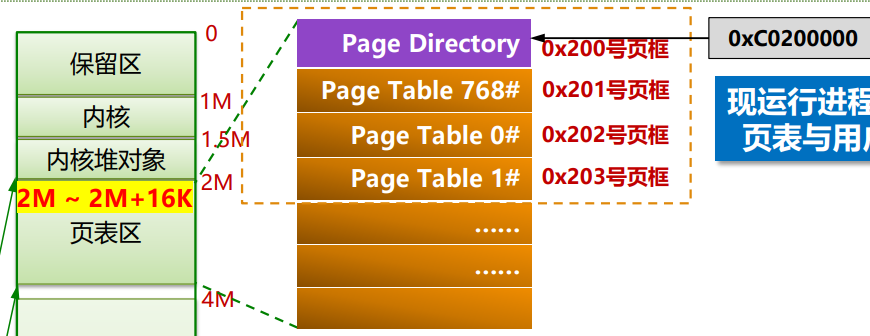 0
保留区
1M
内核
1.5M
内核堆对象
2M
2M ~ 2M+16K
页表区
4M
Page Directory
0x200号页框
Page Table 768#
0x201号页框
Page Table 0#
0x202号页框
Page Table 1#
0x203号页框
......
......
0xC0200000
现运行进程
页表与用户